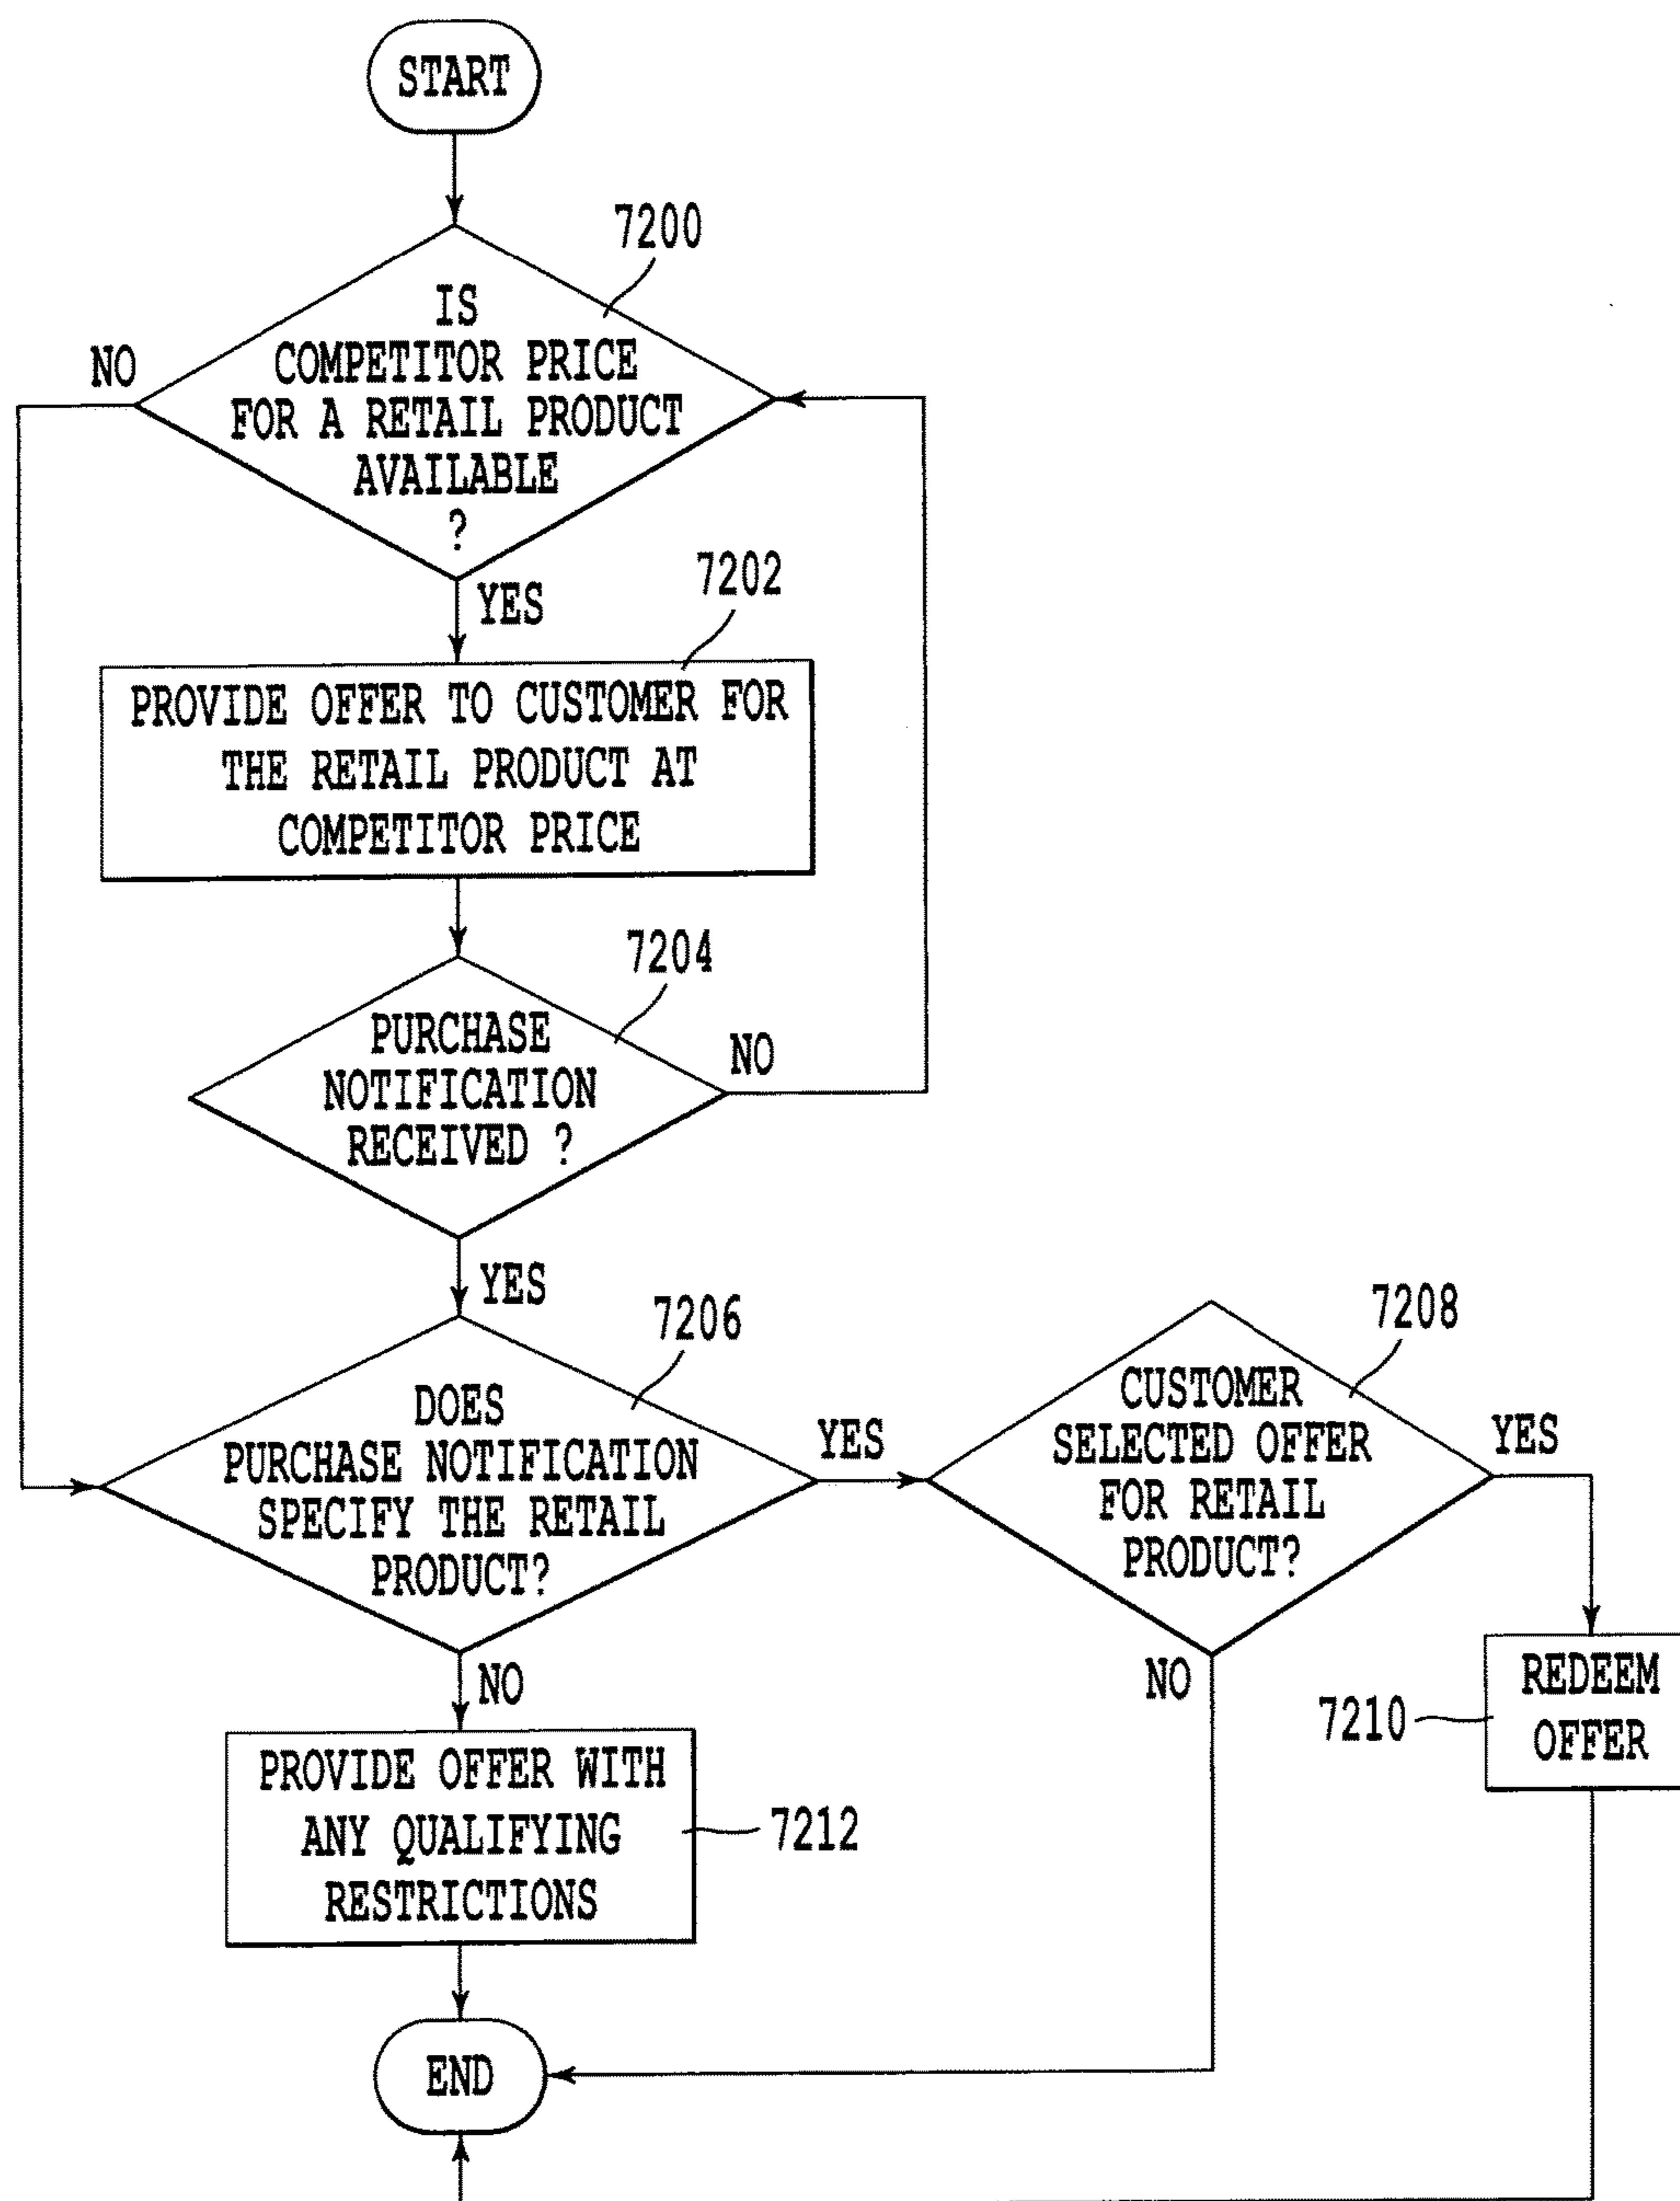 START
7200
IS
COMPETITOR PRICE
FOR A RETAIL PRODUCT
AVAILABLE
?
NO
YES
7202
PROVIDE OFFER TO CUSTOMER FOR
THE RETAIL PRODUCT AT
COMPETITOR PRICE
7204
PURCHASE
NOTIFICATION
RECEIVED ?
NO
YES
7206
DOES
PURCHASE NOTIFICATION
SPECIFY THE RETAIL
PRODUCT?
YES
7208
CUSTOMER
SELECTED OFFER
FOR RETAIL
PRODUCT?
YES
NO
NO
7210
REDEEM
OFFER
PROVIDE OFFER WITH
ANY QUALIFYING
RESTRICTIONS
7212
END